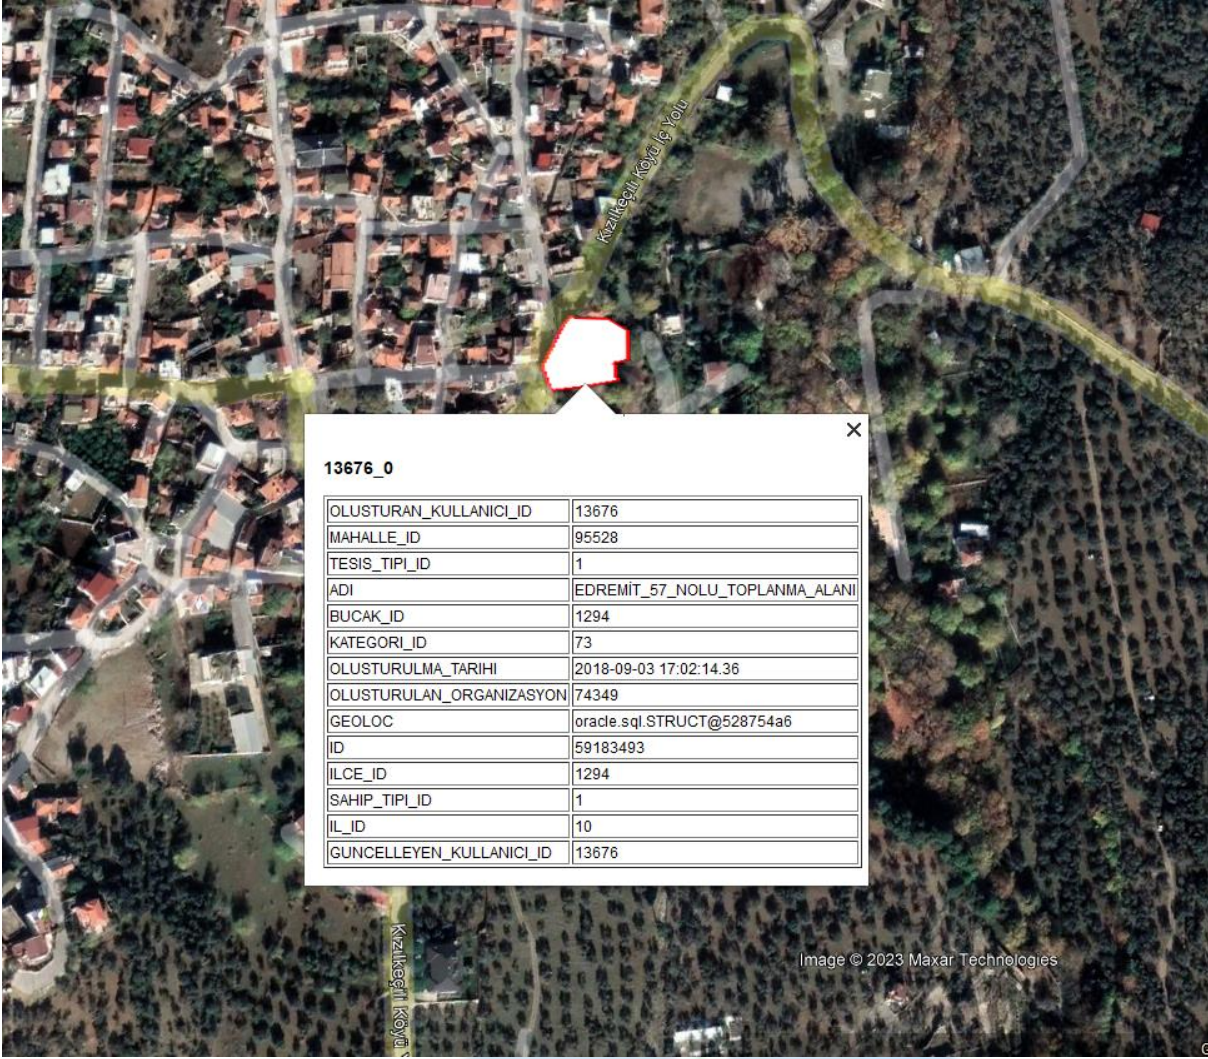 Kızılkeçili Köyü İç Yolu
13676_0
OLUSTURAN_KULLANICI_ID 13676
MAHALLE_ID 95528
TESIS_TIPI_ID 1
ADI EDREMİT_57_NOLU_TOPLANMA_ALANI
BUCAK_ID 1294
KATEGORI_ID 73
OLUSTURULMA_TARIHI 2018-09-03 17:02:14.36
OLUSTURULAN_ORGANIZASYON 74349
GEOLOC oracle.sql.STRUCT@528754a6
ID 59183493
ILCE_ID 1294
SAHIP_TIPI_ID 1
IL_ID 10
GUNCELLEYEN_KULLANICI_ID 13676
Kızılkeçili Köyü
Image © 2023 Maxar Technologies